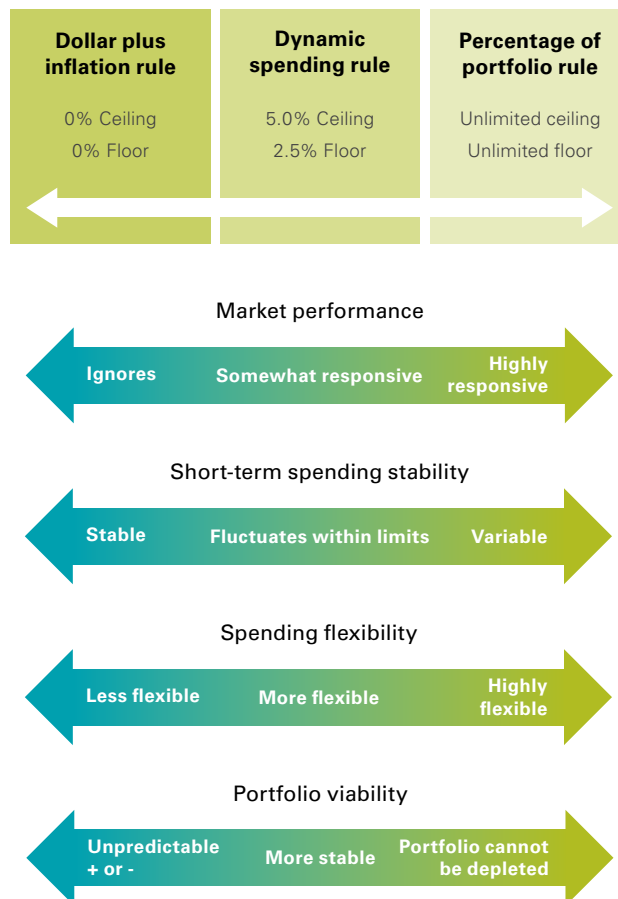 Dollar plus
inflation rule
0% Ceiling
0% Floor
Dynamic
spending rule
5.0% Ceiling
2.5% Floor
Percentage of
portfolio rule
Unlimited ceiling
Unlimited floor
Market performance
Ignores
Somewhat responsive
Highly
responsive
Short-term spending stability
Stable
Fluctuates within limits
Variable
Spending flexibility
Less flexible
More flexible
Highly
flexible
Portfolio viability
Unpredictable
+ or -
More stable
Portfolio cannot
be depleted